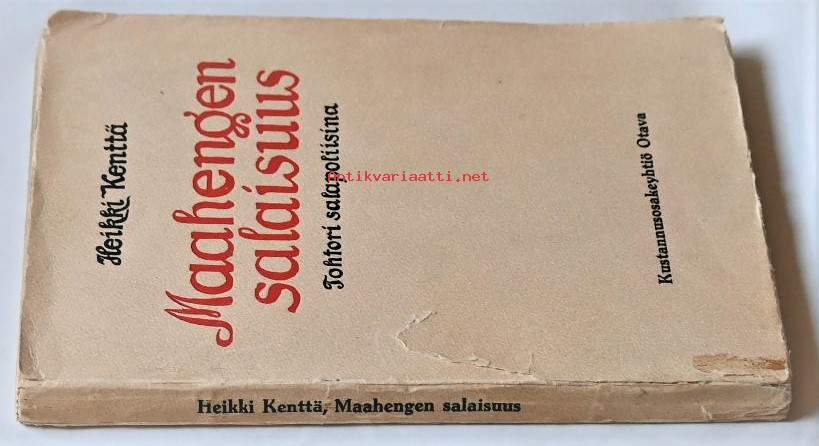 Heikki Kenttä
Maahengen
salaisuus
Tohtori salapoliisina
Kustannusosakeyhtiö Otava
Heikki Kenttä, Maahengen salaisuus
antikvariaatti.net